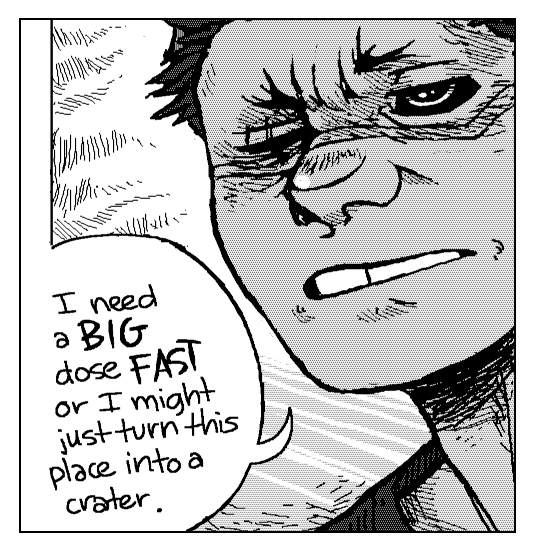 I need
a BIG
dose FAST
or I might
just turn this
place into a
crater.